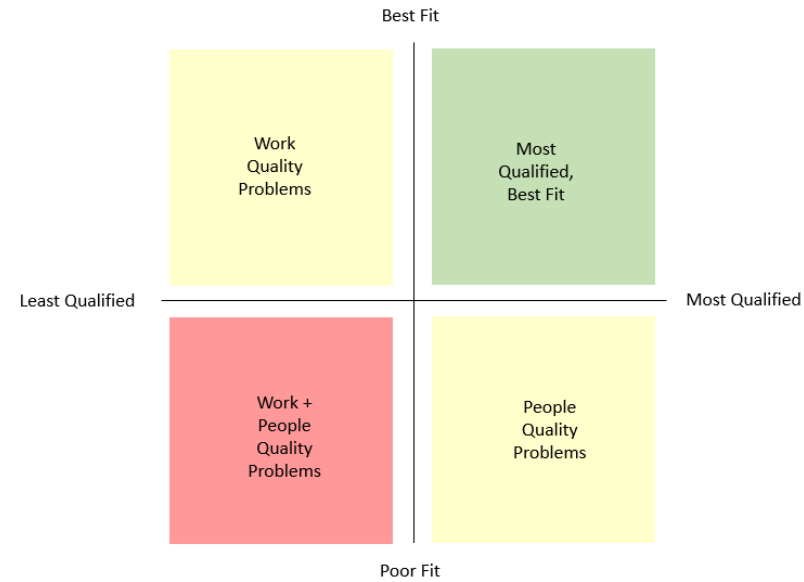 Best Fit
Work
Quality
Problems
Most
Qualified,
Best Fit
Least Qualified
Most Qualified
Work +
People
Quality
Problems
People
Quality
Problems
Poor Fit